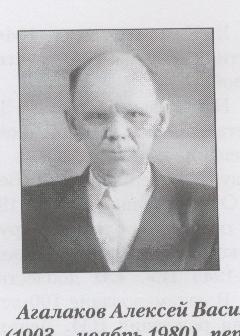 Агалаков Алексей Васи
(1903 – ноябрь 1980), пер